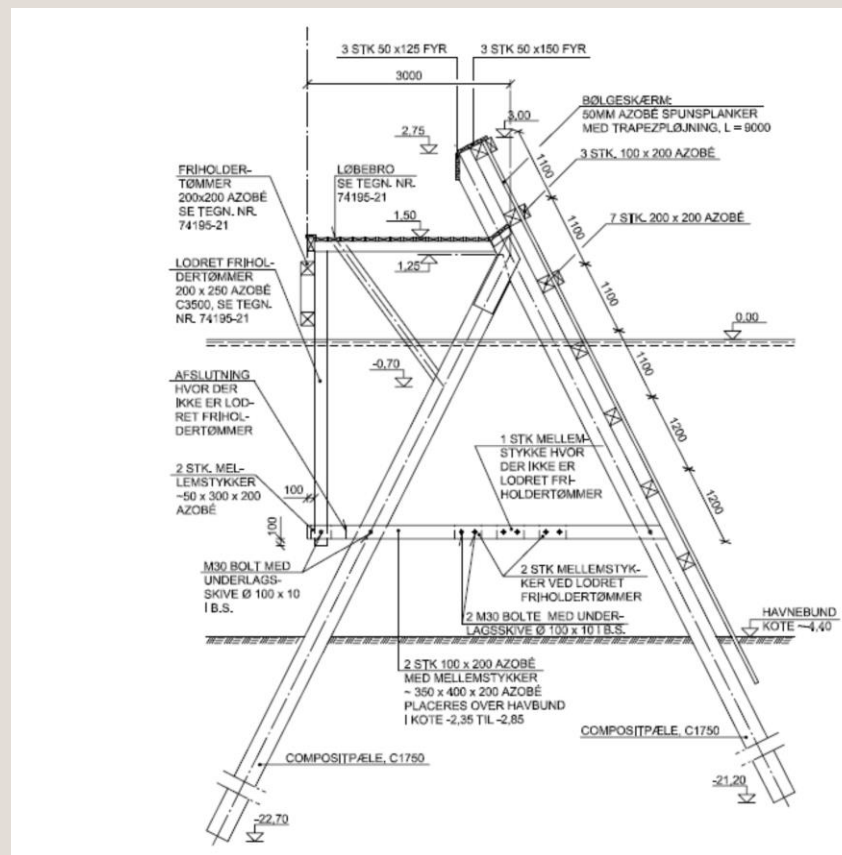 3 STK 50 x125 FYR
3 STK 50 x150 FYR
3000
BØLGESKÆRM:
50MM AZOBÉ SPUNSPLANKER
MED TRAPEZPLØJNING, L = 9000
3,00
2,75
1100
3 STK. 100 x 200 AZOBÉ
FRIHOLDER-
TØMMER
200x200 AZOBÉ
SE TEGN. NR.
74195-21
LØBEBRO
SE TEGN. NR.
74195-21
1100
7 STK. 200 x 200 AZOBÉ
1,50
1,25
LODRET FRIHOL-
DERTØMMER
200 x 250 AZOBÉ
C3500, SE TEGN.
NR. 74195-21
1100
0,00
1100
-0,70
AFSLUTNING
HVOR DER
IKKE ER LOD-
RET FRIHOL-
DERTØMMER
1200
1 STK MELLEM-
STYKKE HVOR
DER IKKE ER
LODRET FRI-
HOLDERTØMMER
2 STK. MEL-
LEMSTYKKER
~50 x 300 x 200
AZOBÉ
100
1200
100
M30 BOLT MED
UNDERLAGS-
SKIVE Ø 100 x 10
I B.S.
2 STK MELLEMSTYK-
KER VED LODRET
FRIHOLDERTØMMER
2 M30 BOLTE MED UNDER-
LAGSSKIVE Ø 100 x 10 I B.S.
HAVNEBUND
KOTE ~-4,40
2 STK 100 x 200 AZOBÉ
MED MELLEMSTYKKER
~ 350 x 400 x 200 AZOBÉ
PLACERES OVER HAVBUND
I KOTE -2,35 TIL -2,85
COMPOSITPÆLE, C1750
COMPOSITPÆLE, C1750
-21,20
-22,70